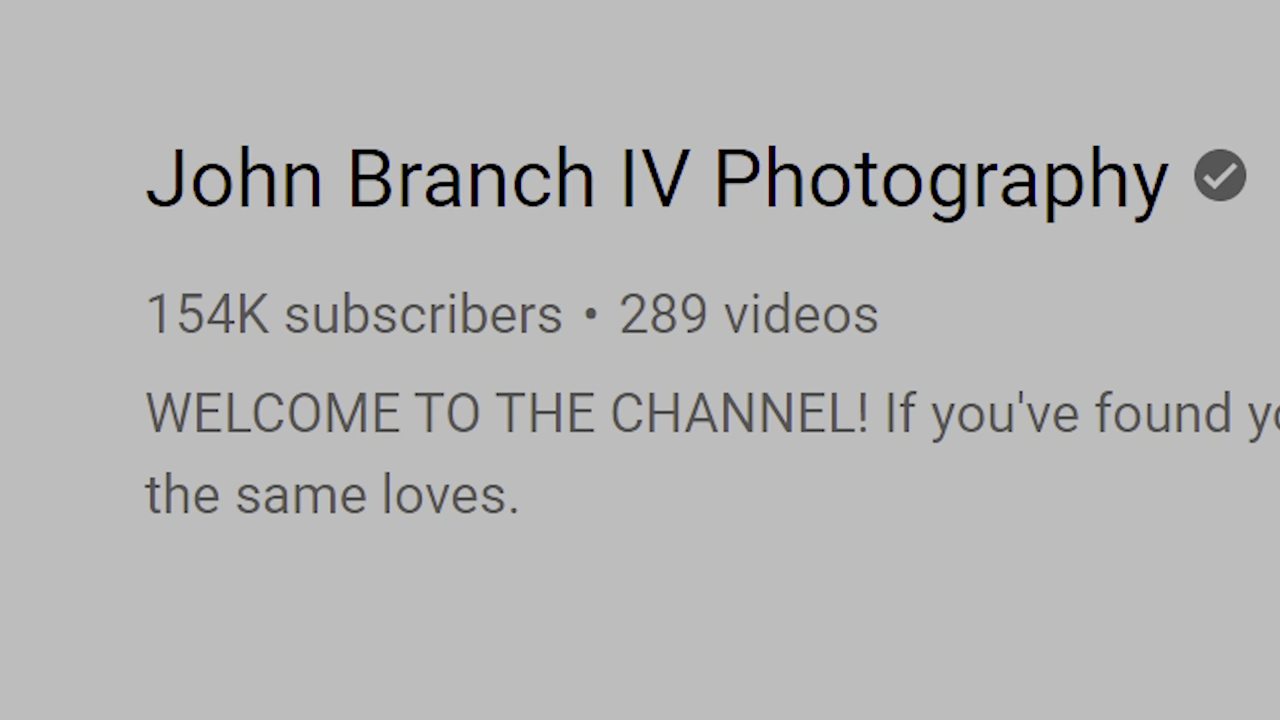 John Branch IV Photography
154K subscribers • 289 videos
WELCOME TO THE CHANNEL! If you've found
the same loves.